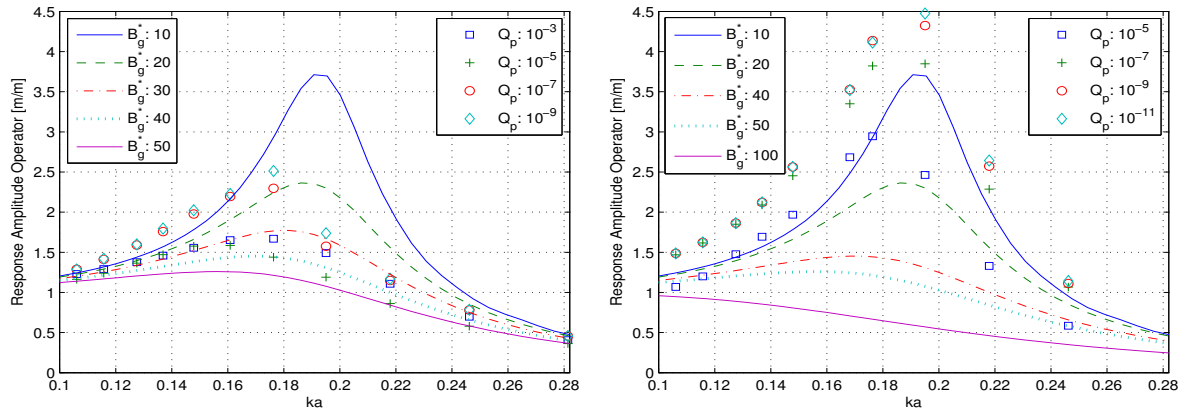 Response Amplitude Operator [m/m]
4.5
4
3.5
3
2.5
2
1.5
1
0.5
0
0.1 0.12 0.14 0.16 0.18 0.2 0.22 0.24 0.26 0.28
ka
B*g: 10
B*g: 20
B*g: 30
B*g: 40
B*g: 50
Qp: 10−3
Qp: 10−5
Qp: 10−7
Qp: 10−9
Response Amplitude Operator [m/m]
4.5
4
3.5
3
2.5
2
1.5
1
0.5
0
0.1 0.12 0.14 0.16 0.18 0.2 0.22 0.24 0.26 0.28
ka
B*g: 10
B*g: 20
B*g: 40
B*g: 50
B*g: 100
Qp: 10−5
Qp: 10−7
Qp: 10−9
Qp: 10−11